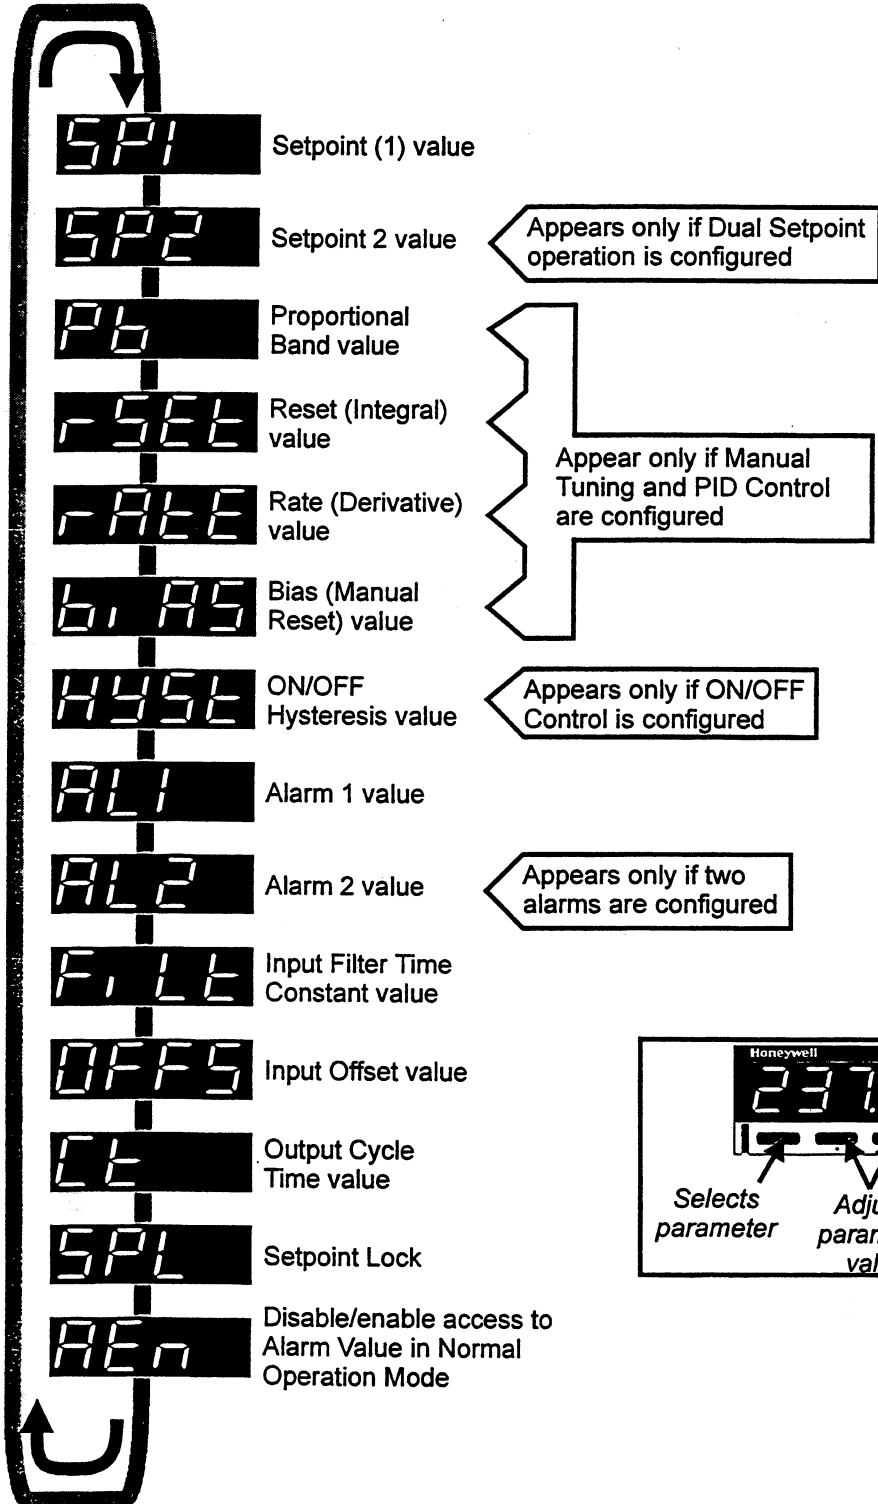 SP1
Setpoint (1) value
SP2
Setpoint 2 value
Appears only if Dual Setpoint
operation is configured
Pb
Proportional
Band value
rSEt
Reset (Integral)
value
rAtE
Rate (Derivative)
value
Appear only if Manual
Tuning and PID Control
are configured
biAS
Bias (Manual
Reset) value
HYSt
ON/OFF
Hysteresis value
Appears only if ON/OFF
Control is configured
AL1
Alarm 1 value
AL2
Alarm 2 value
Appears only if two
alarms are configured
FiLt
Input Filter Time
Constant value
OFFS
Input Offset value
Ct
Output Cycle
Time value
SPL
Setpoint Lock
AEn
Disable/enable access to
Alarm Value in Normal
Operation Mode
Honeywell
237.
Selects
parameter